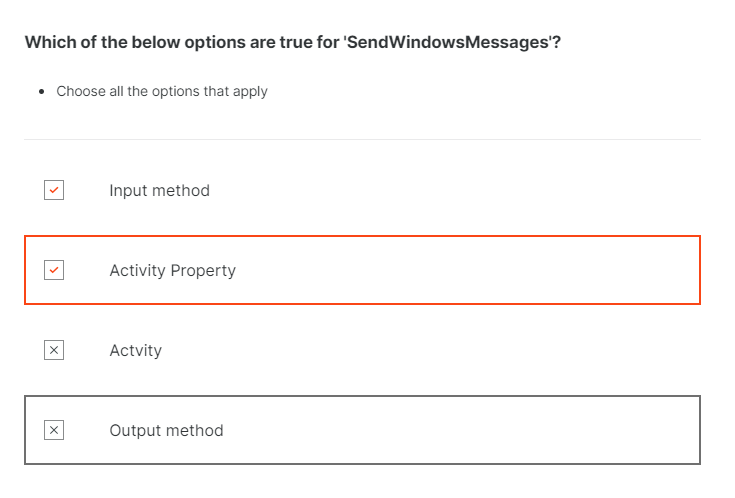 Which of the below options are true for 'SendWindowsMessages'?
Choose all the options that apply
Input method
Activity Property
Actvity
Output method